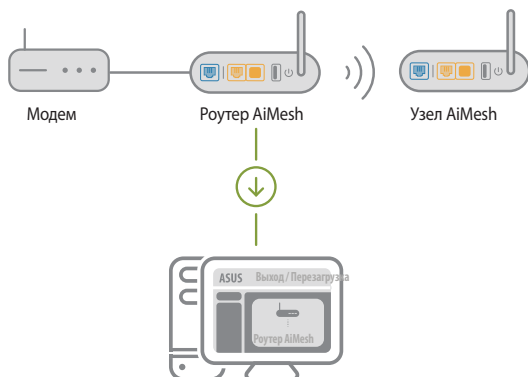 Модем
Роутер AiMesh
Узел AiMesh
ASUS Выход / Перезагрузка
Роутер AiMesh